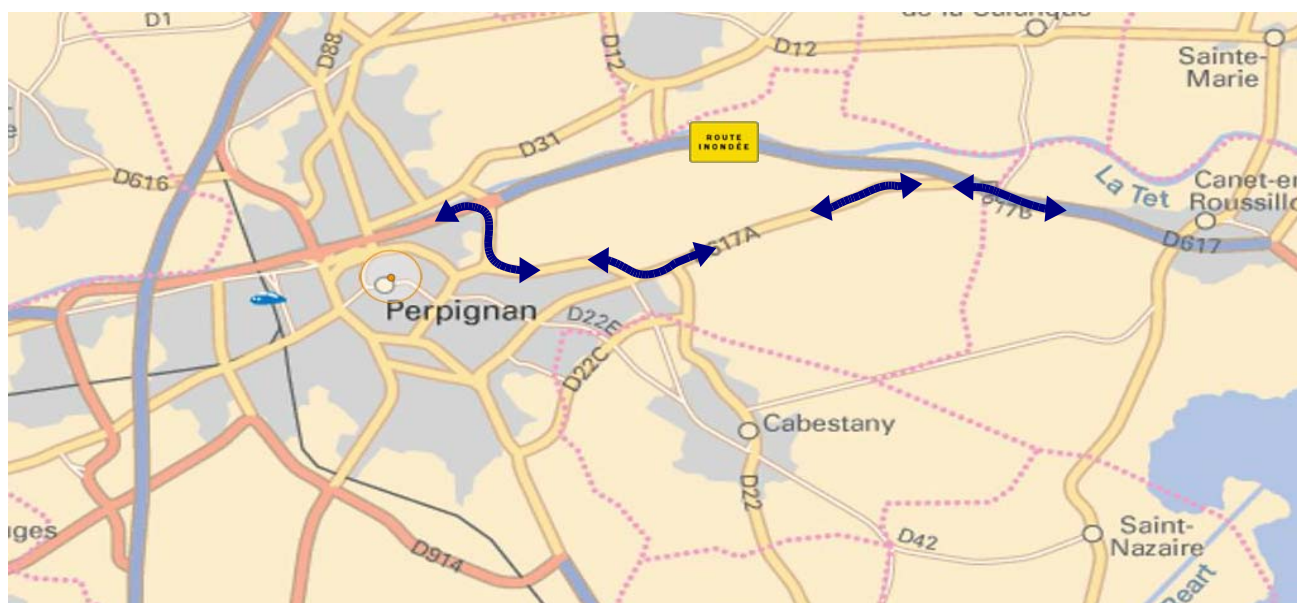 D1
D88
D12
D12
Sainte-
Marie
D31
ROUTE
INONDÉE
D616
La Tet
Canet-en
D617
Perpignan
D22E
D22C
Cabestany
D22
D42
Saint-
Nazaire
D914